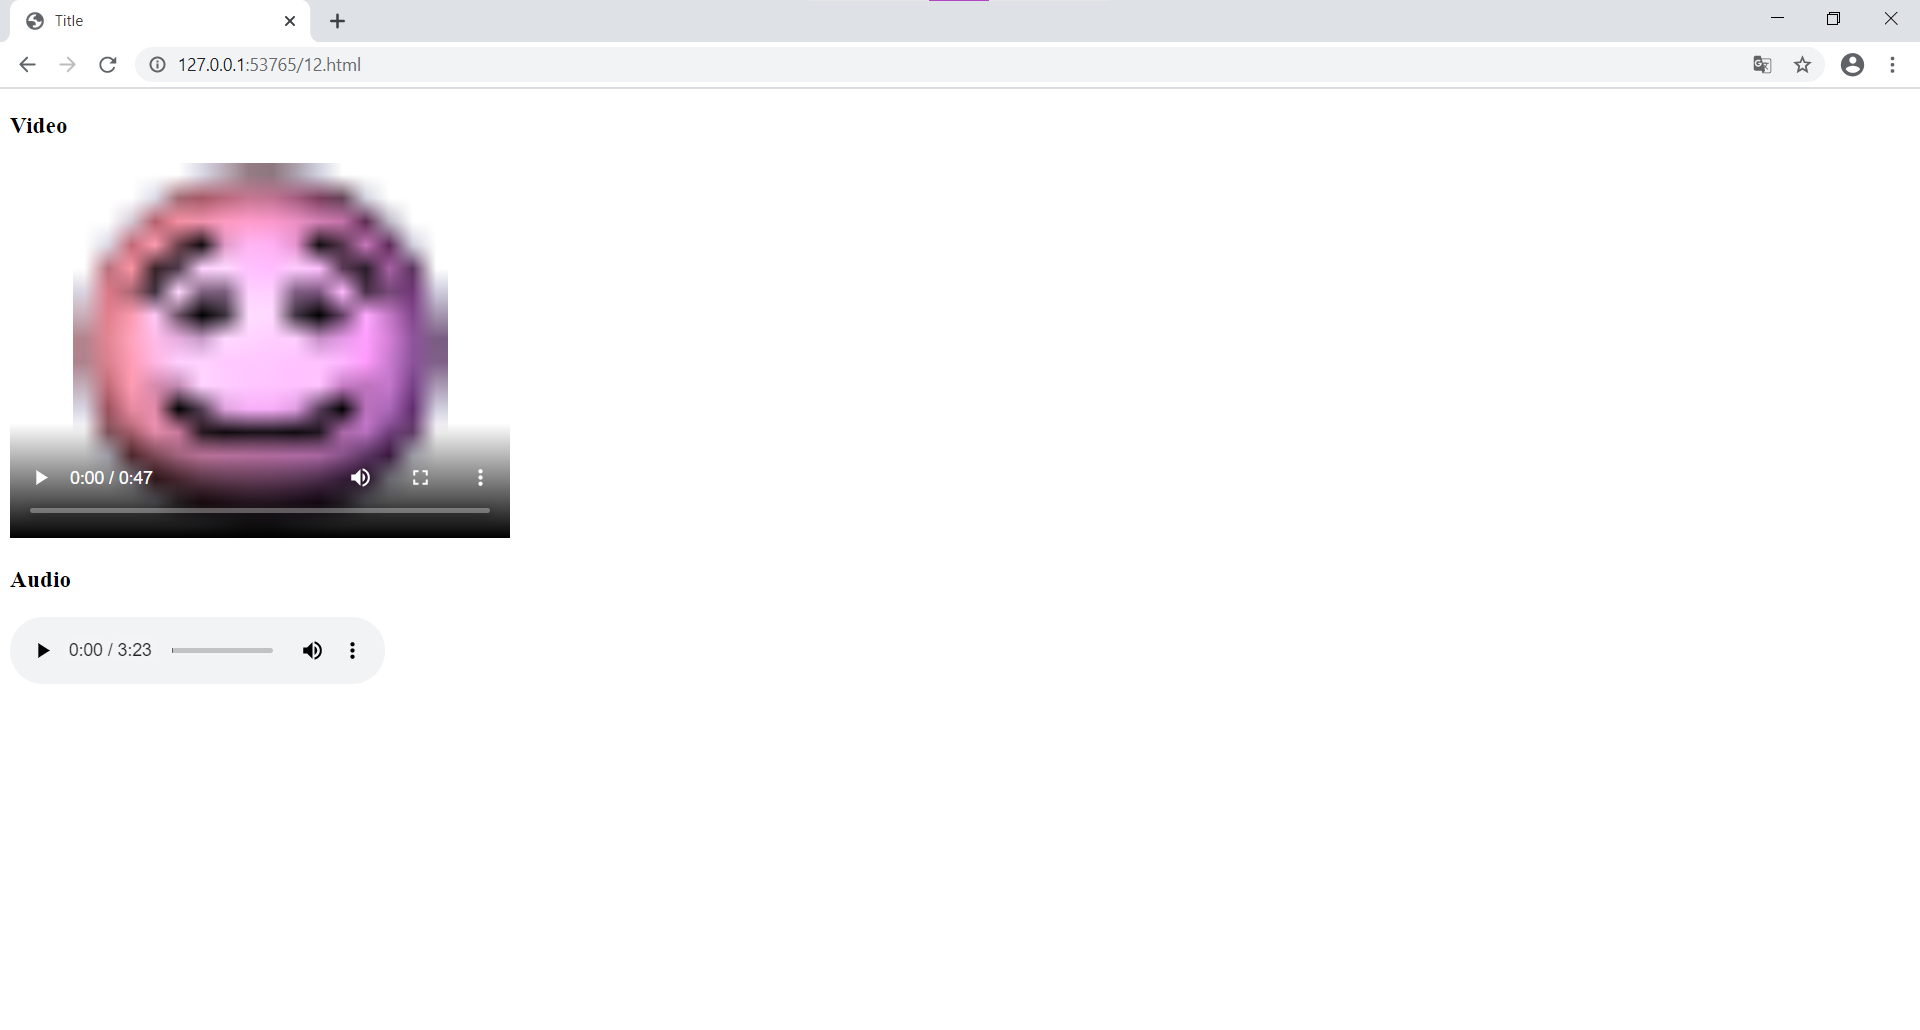 Title
127.0.0.1:53765/12.html
Video
0:00 / 0:47
Audio
0:00 / 3:23